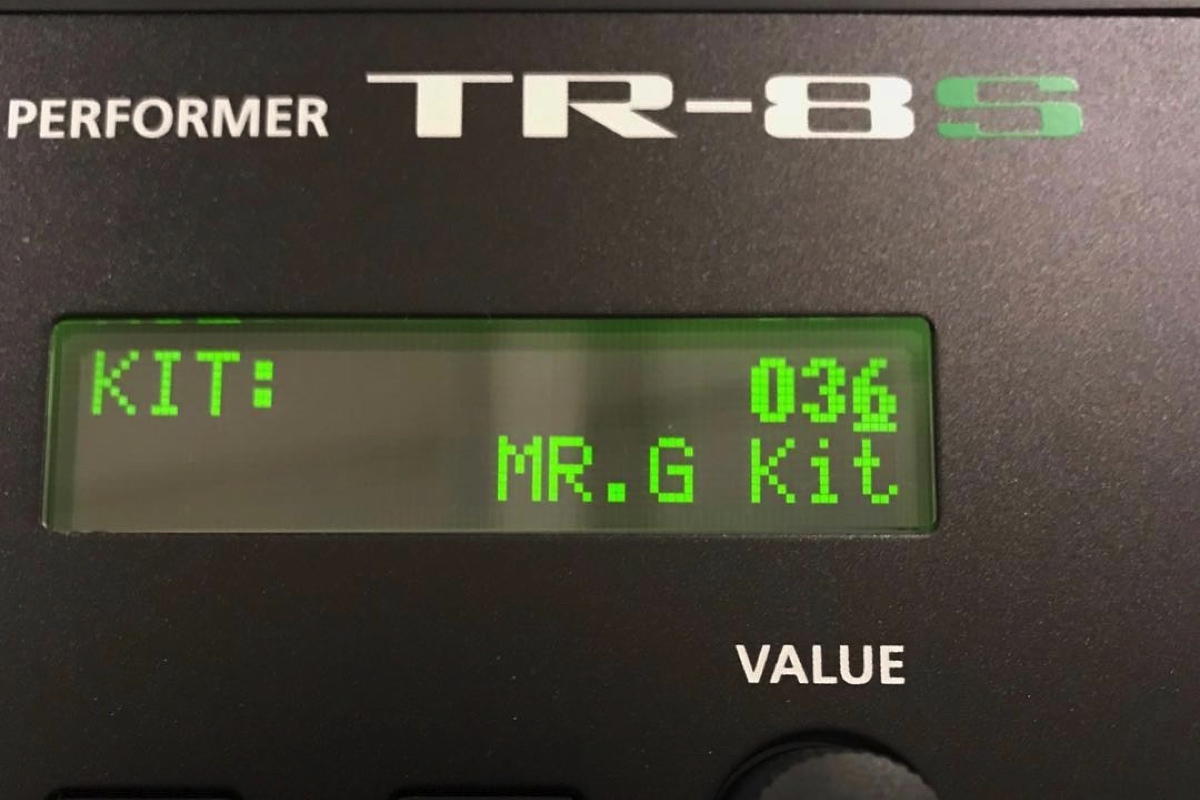 PERFORMER TR-8S
KIT: 036
MR.G Kit
VALUE